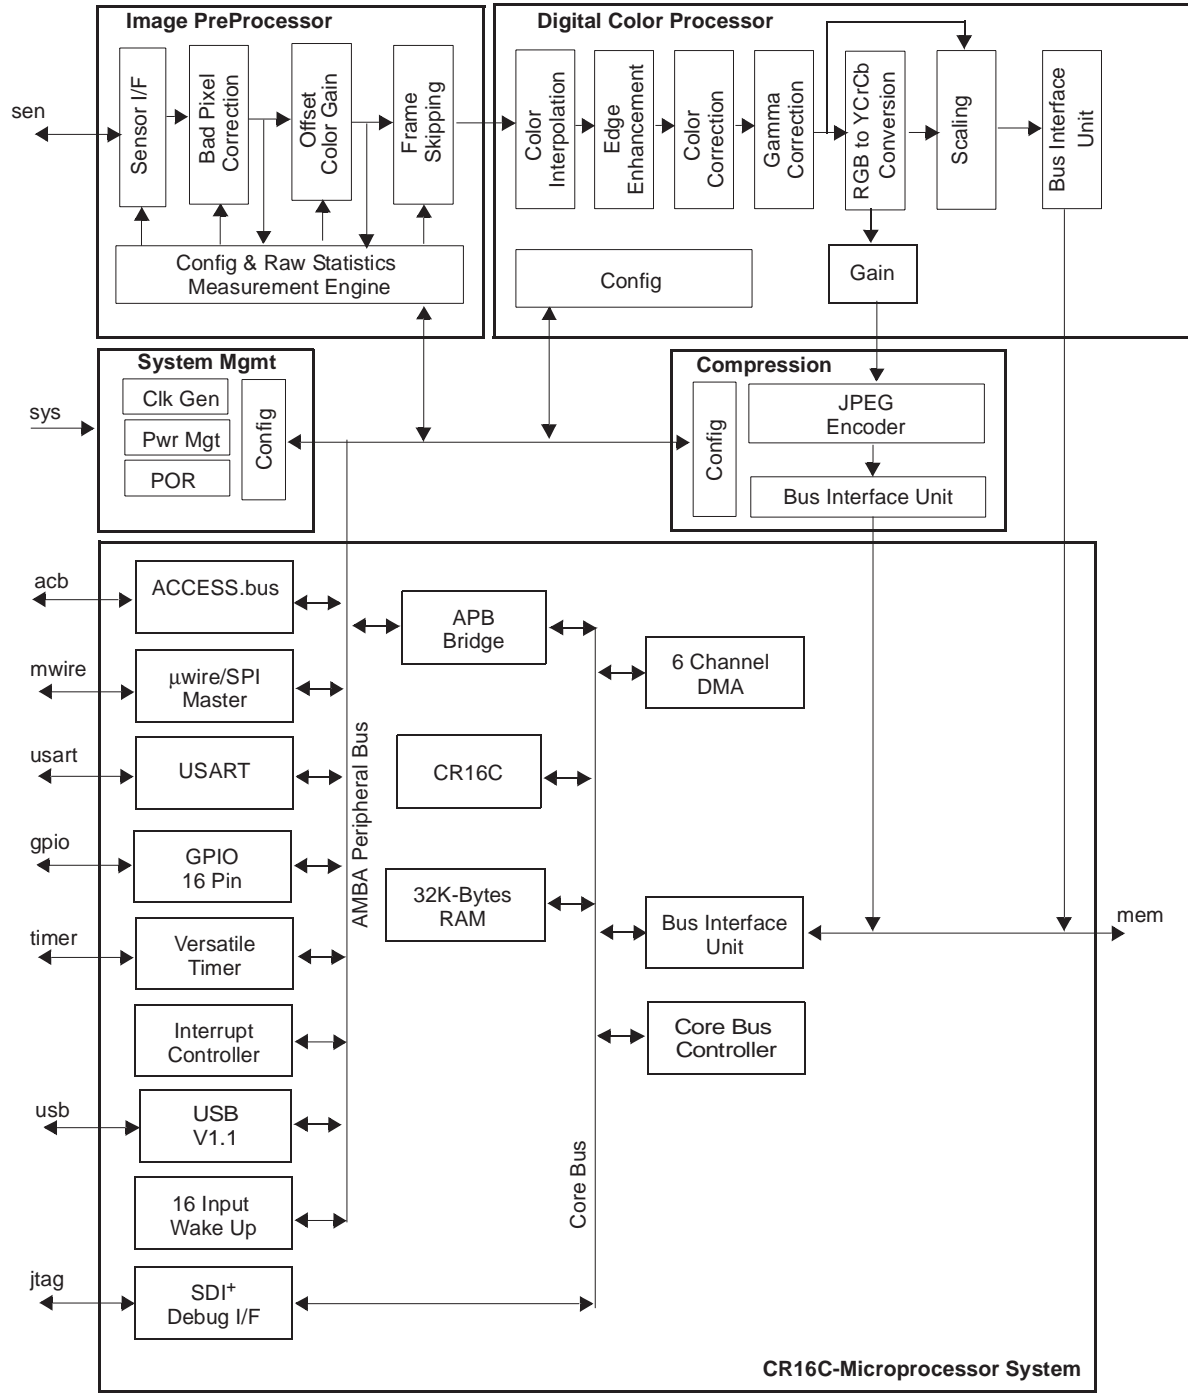 Image PreProcessor
Digital Color Processor
sen
Sensor I/F
Bad Pixel
Correction
Offset
Color Gain
Frame
Skipping
Color
Interpolation
Edge
Enhancement
Color
Correction
Gamma
Correction
RGB to YCrCb
Conversion
Scaling
Bus Interface
Unit
Config & Raw Statistics
Measurement Engine
Config
Gain
System Mgmt
Clk Gen
Pwr Mgt
POR
Config
sys
Compression
Config
JPEG
Encoder
Bus Interface Unit
acb
ACCESS.bus
APB
Bridge
6 Channel
DMA
mwire
μwire/SPI
Master
usart
USART
CR16C
AMBA Peripheral Bus
gpio
GPIO
16 Pin
32K-Bytes
RAM
Bus Interface
Unit
mem
timer
Versatile
Timer
Interrupt
Controller
Core Bus
Controller
usb
USB
V1.1
Core Bus
16 Input
Wake Up
jtag
SDI+
Debug I/F
CR16C-Microprocessor System